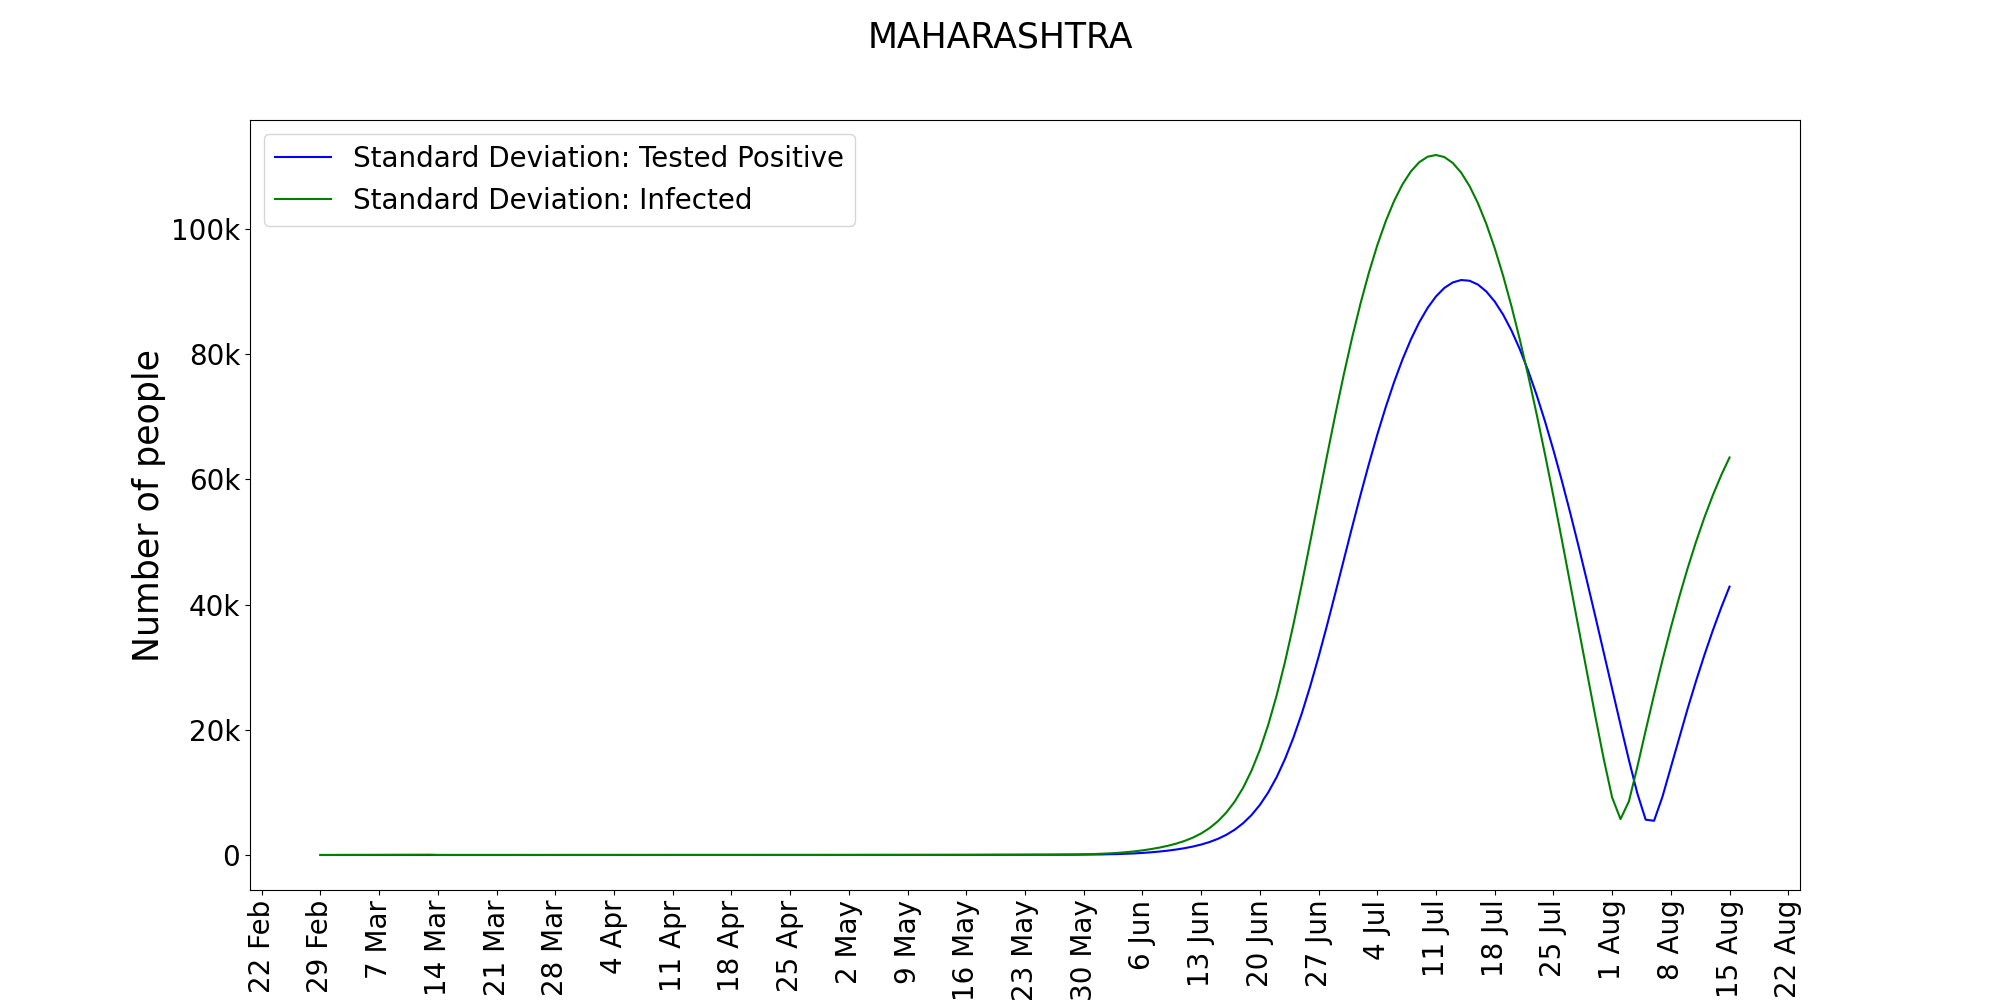 MAHARASHTRA
Standard Deviation: Tested Positive
Standard Deviation: Infected
Number of people
100k
80k
60k
40k
20k
0
22 Feb
29 Feb
7 Mar
14 Mar
21 Mar
28 Mar
4 Apr
11 Apr
18 Apr
25 Apr
2 May
9 May
16 May
23 May
30 May
6 Jun
13 Jun
20 Jun
27 Jun
4 Jul
11 Jul
18 Jul
25 Jul
1 Aug
8 Aug
15 Aug
22 Aug